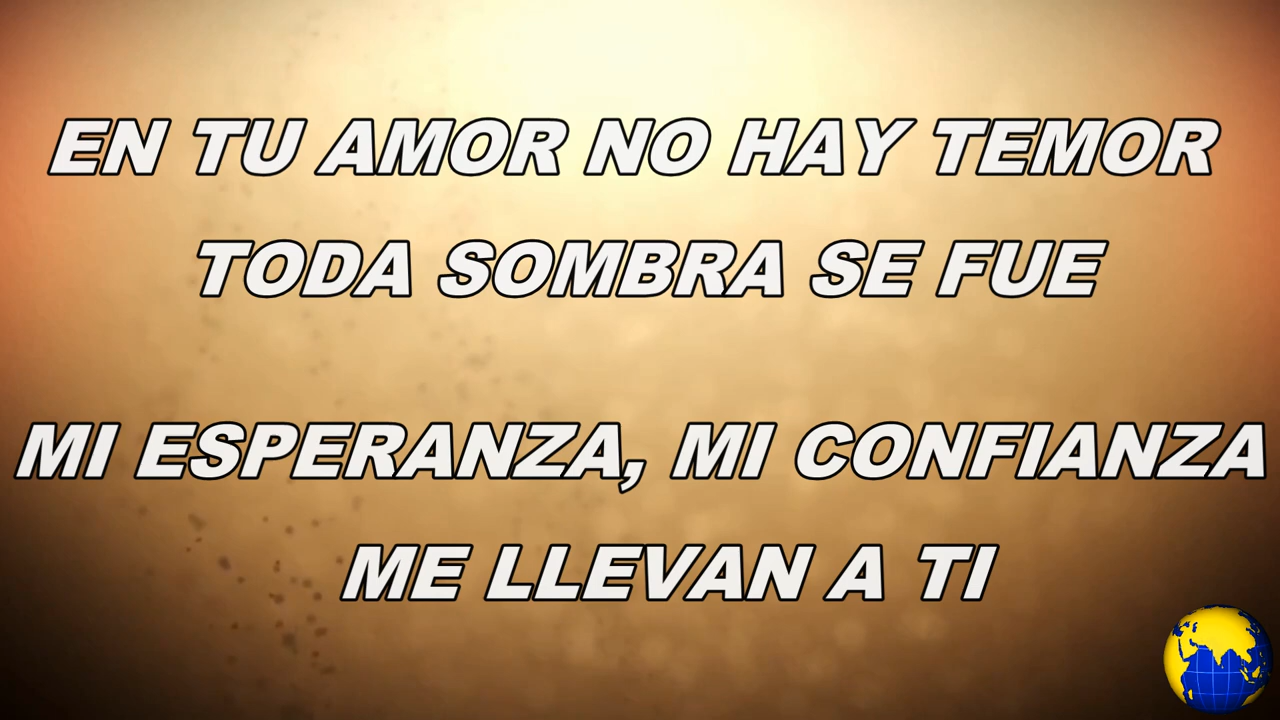 EN TU AMOR NO HAY TEMOR
TODA SOMBRA SE FUE
MI ESPERANZA, MI CONFIANZA
ME LLEVAN A TI